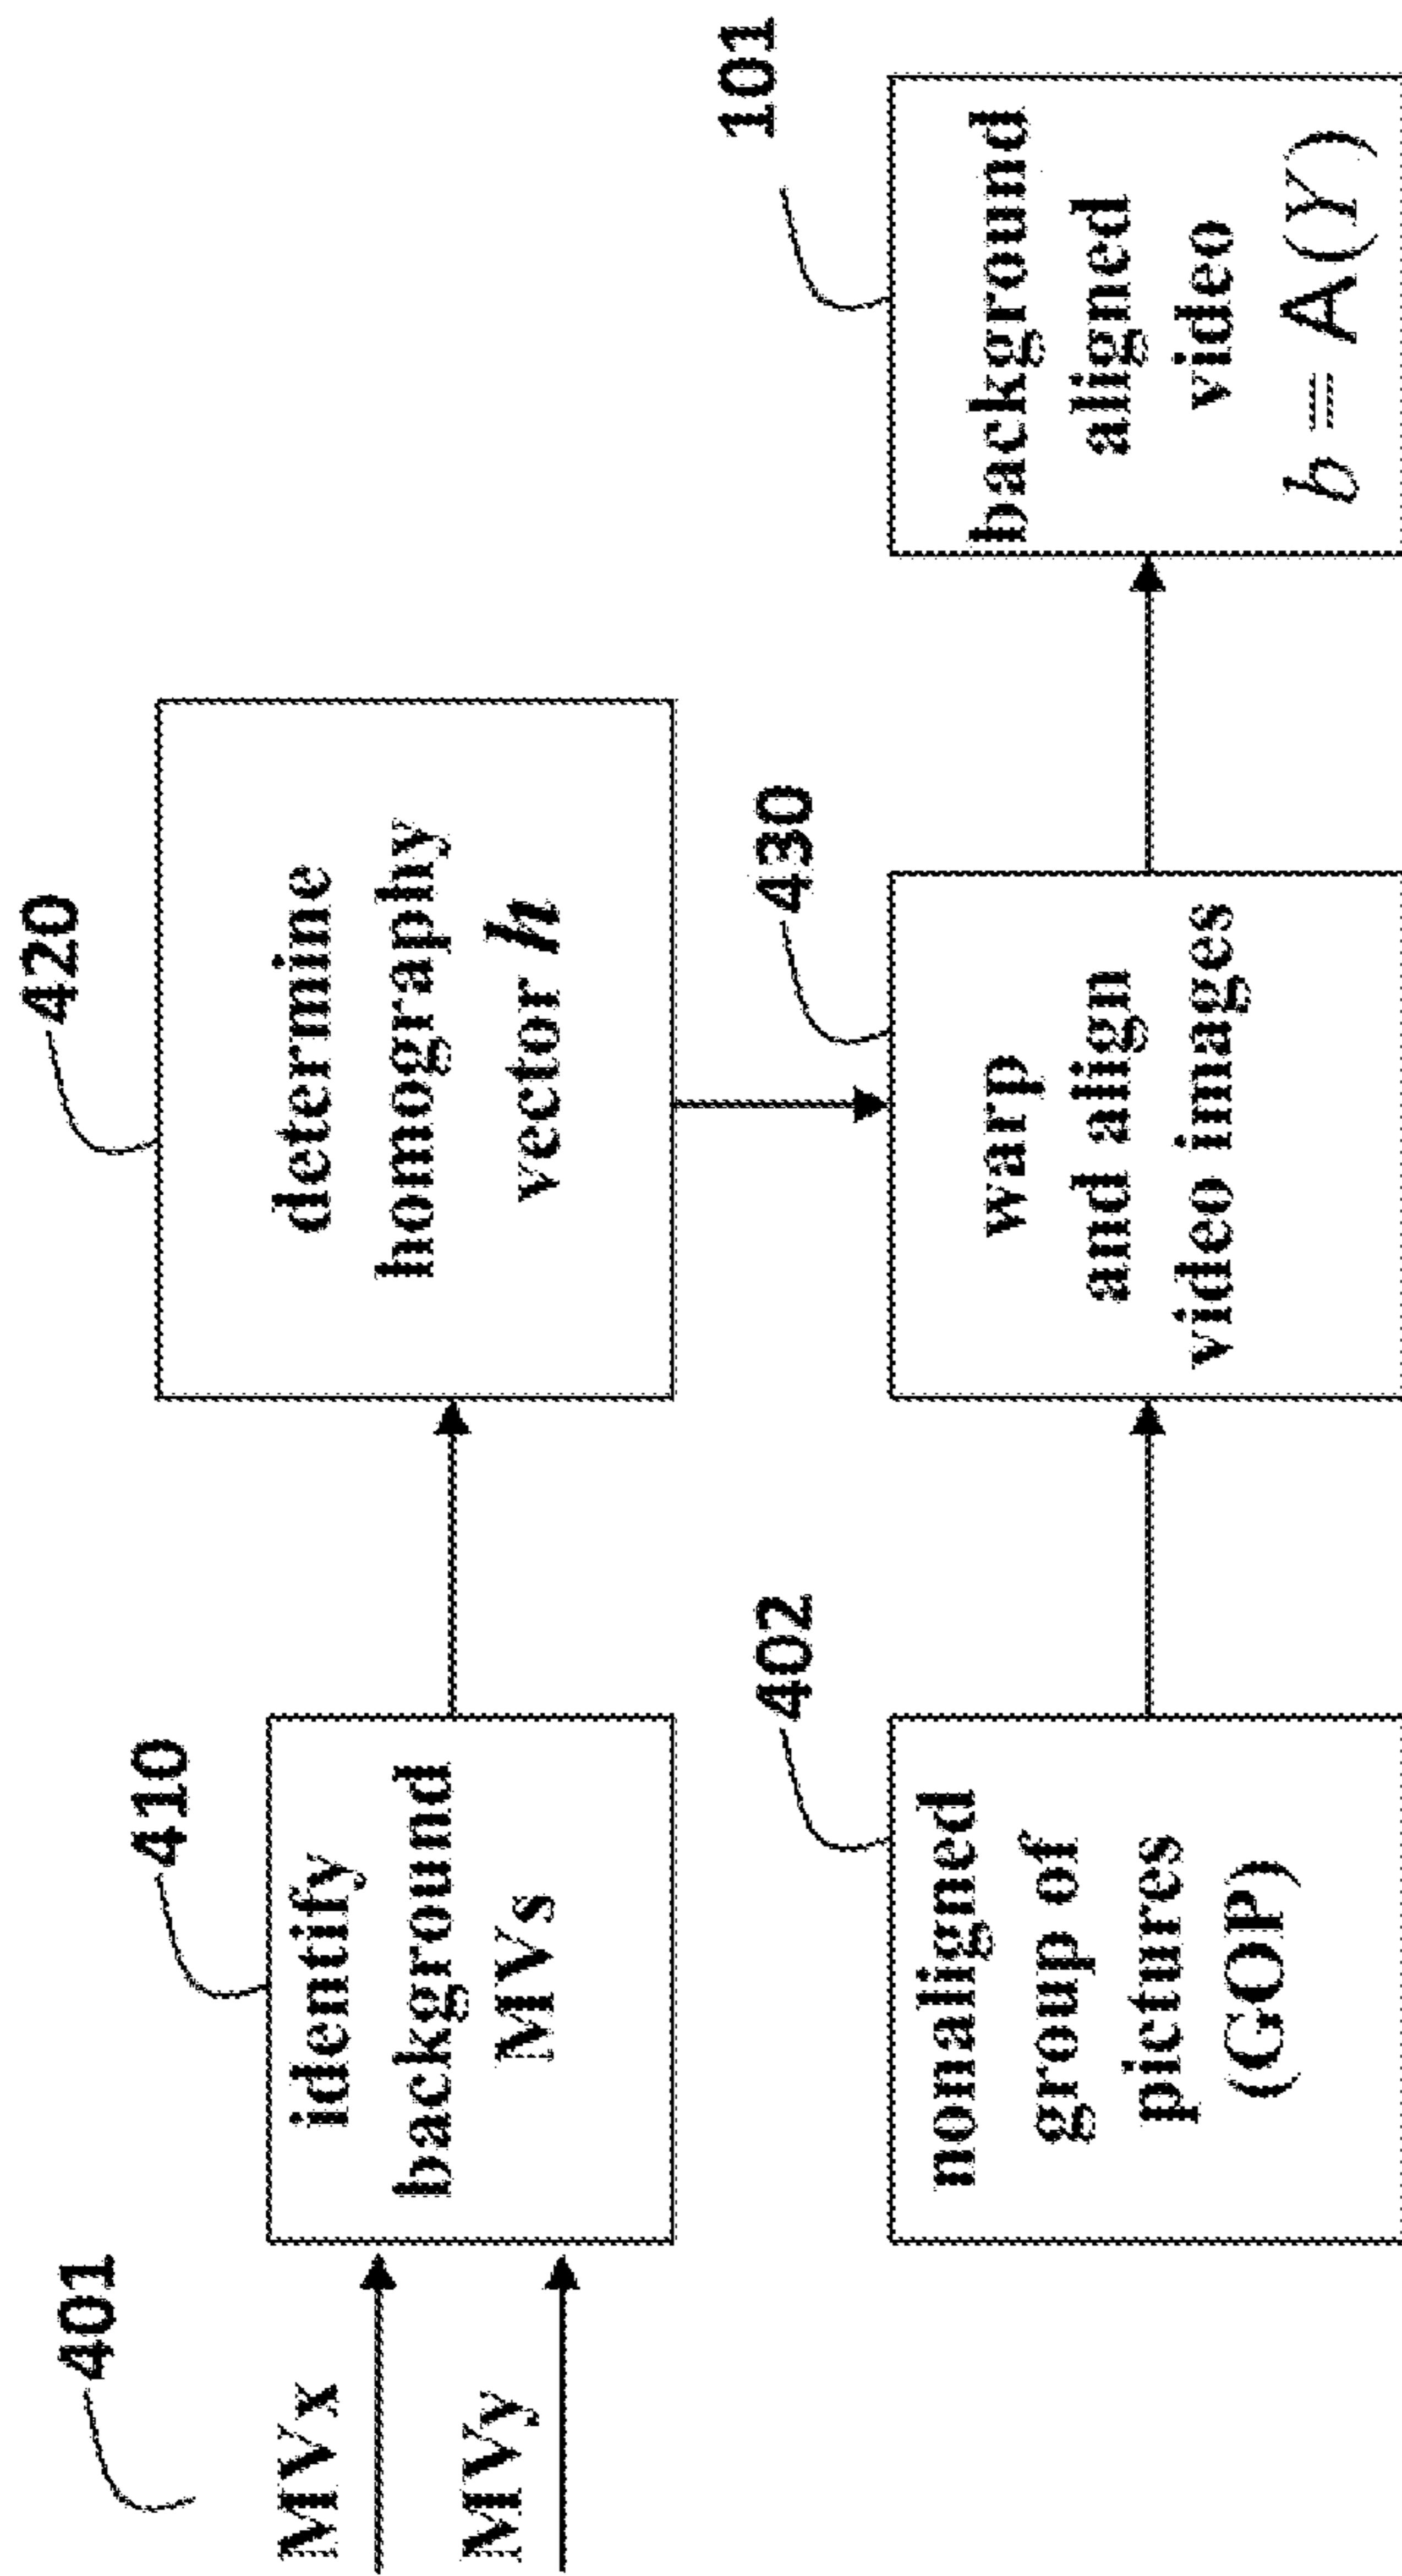 401
MVx
MVy
410
identify
background
MVs
420
determine
homography
vector h
402
nonaligned
group of
pictures
(GOP)
430
warp
and align
video images
101
background
aligned
video
b = A(Y)